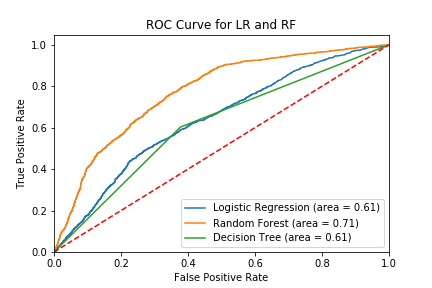 ROC Curve for LR and RF
True Positive Rate
1.0
0.8
0.6
0.4
0.2
0.0
Logistic Regression (area = 0.61)
Random Forest (area = 0.71)
Decision Tree (area = 0.61)
0.0 0.2 0.4 0.6 0.8 1.0
False Positive Rate